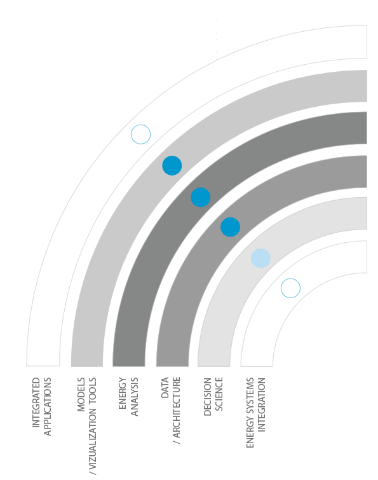 INTEGRATED
APPLICATIONS
MODELS
/ VIZUALIZATION TOOLS
ENERGY
ANALYSIS
DATA
/ ARCHITECTURE
DECISION
SCIENCE
ENERGY SYSTEMS
INTEGRATION